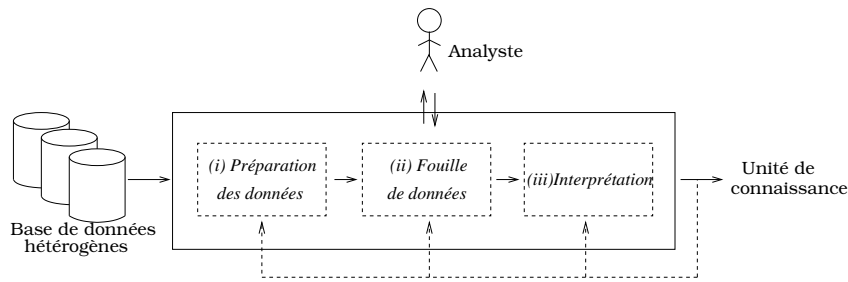 Analyste
(i) Préparation
des données
(ii) Fouille
de données
(iii)Interprétation
Unité de
connaissance
Base de données
hétérogènes